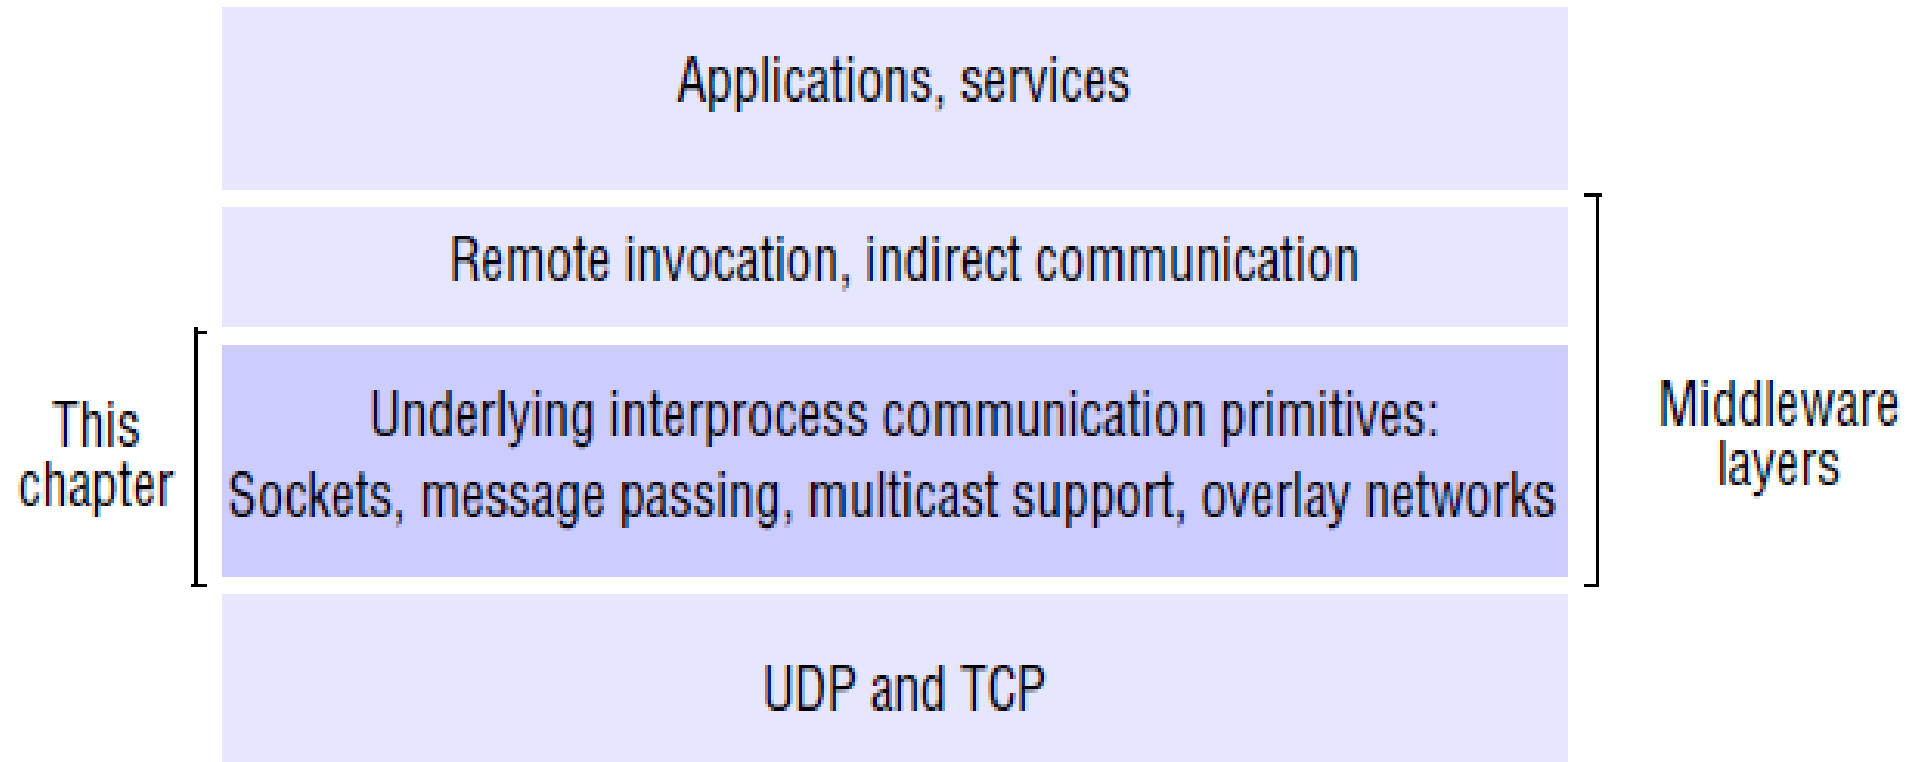 Applications, services
Remote invocation, indirect communication
This
chapter
Underlying interprocess communication primitives:
Sockets, message passing, multicast support, overlay networks
Middleware
layers
UDP and TCP